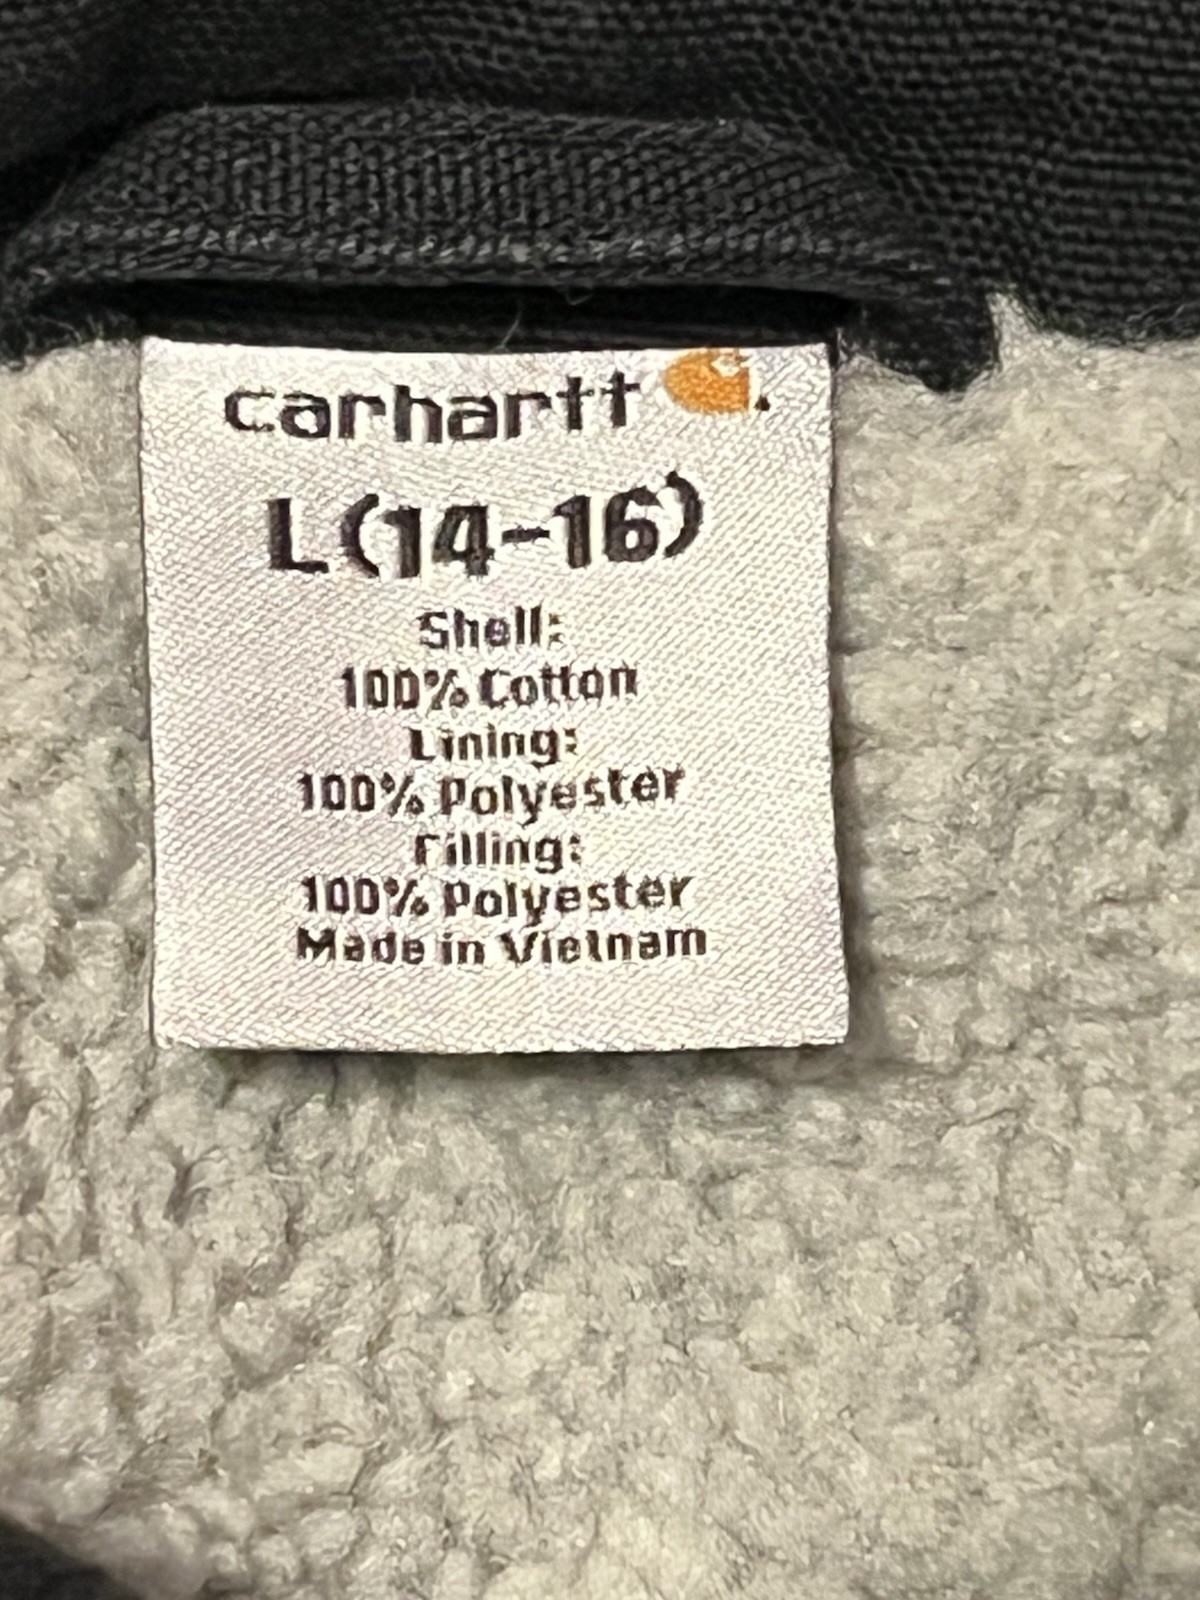 carhartt
L(14-16)
Shell:
100% Cotton
Lining:
100% Polyester
Filling:
100% Polyester
Made in Vietnam